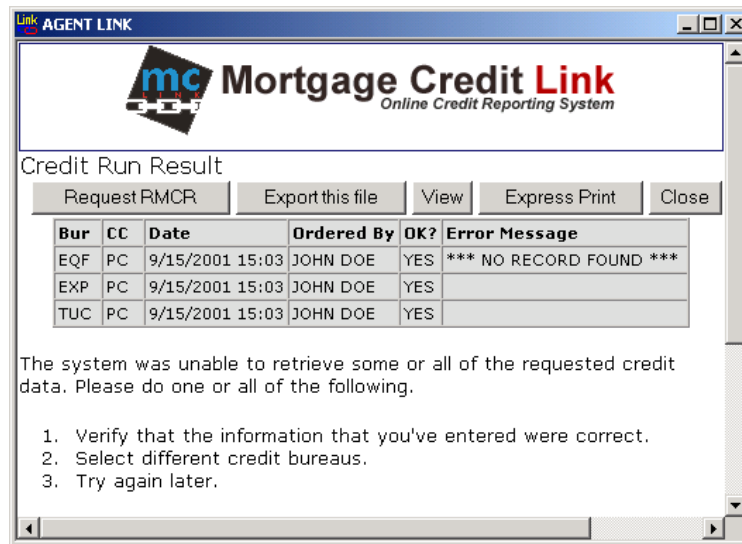 Link AGENT LINK
mc Mortgage Credit Link
LINK Online Credit Reporting System
Credit Run Result
Request RMCR Export this file View Express Print Close
Bur CC Date Ordered By OK? Error Message
EQF PC 9/15/2001 15:03 JOHN DOE YES *** NO RECORD FOUND ***
EXP PC 9/15/2001 15:03 JOHN DOE YES
TUC PC 9/15/2001 15:03 JOHN DOE YES
The system was unable to retrieve some or all of the requested credit
data. Please do one or all of the following.
1. Verify that the information that you've entered were correct.
2. Select different credit bureaus.
3. Try again later.